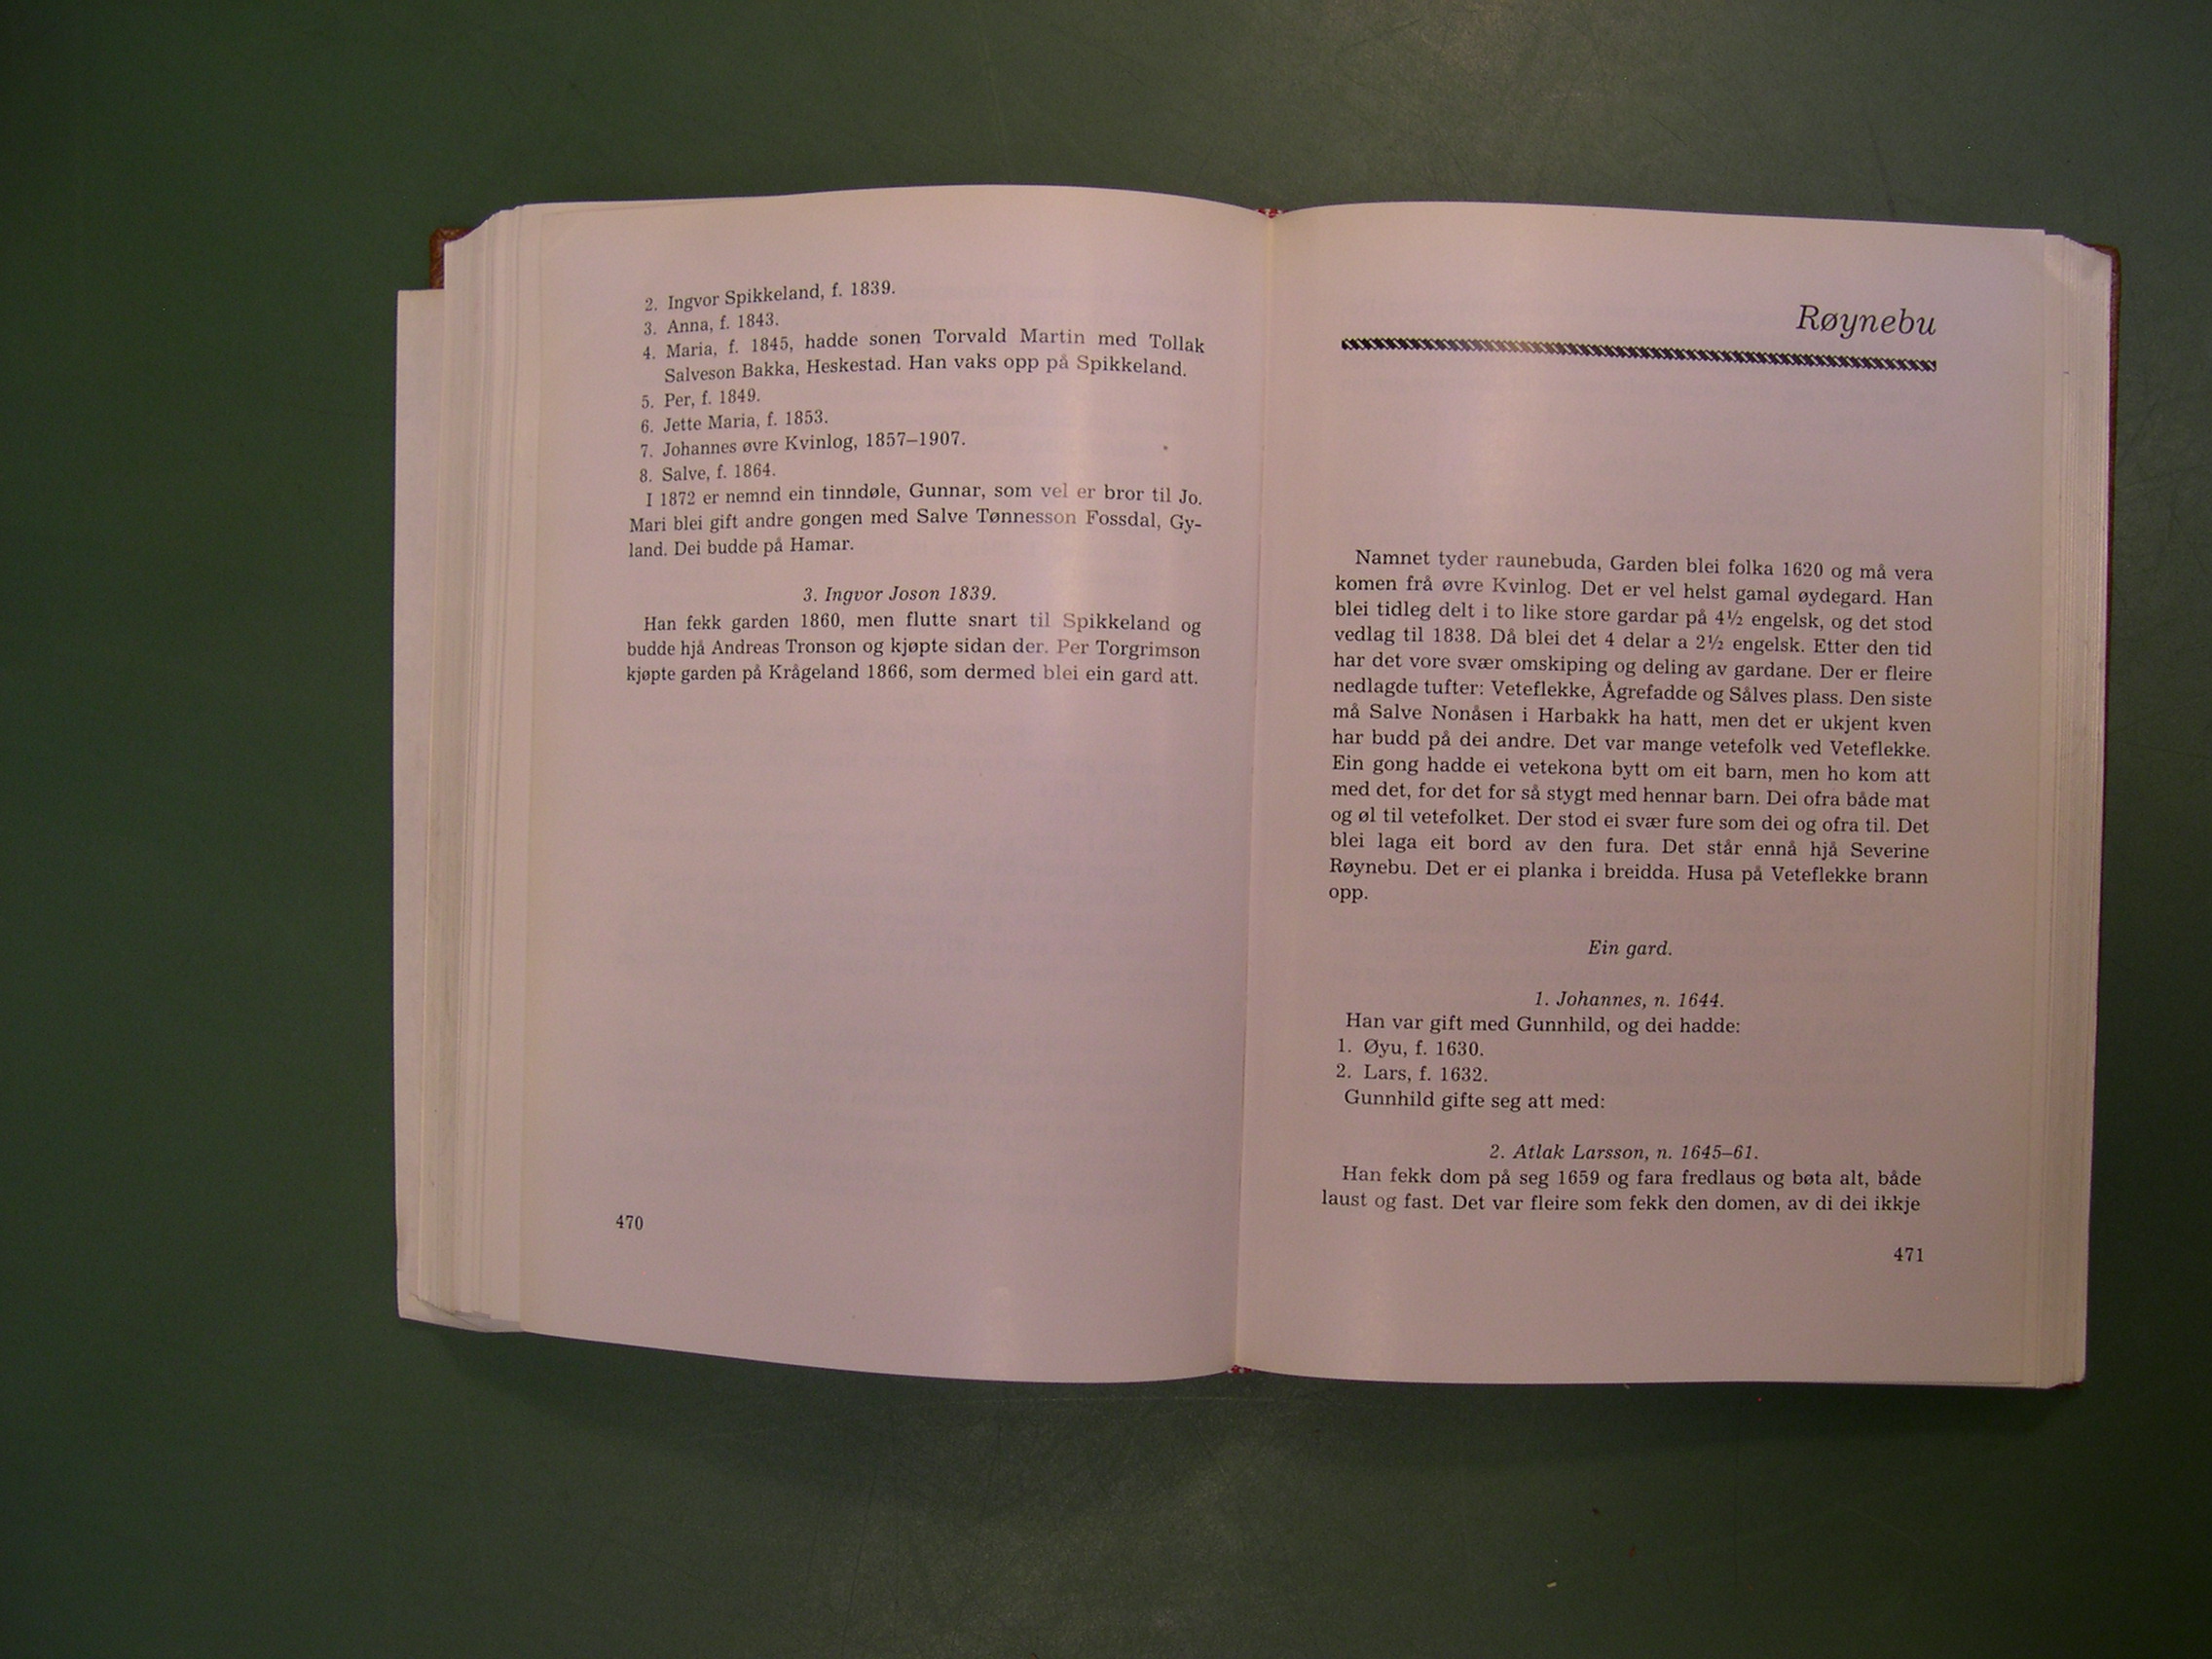 2. Ingvor Spikkeland, f. 1839.
3. Anna, f. 1843.
4. Maria, f. 1845, hadde sonen Torvald Martin med Tollak
Salveson Bakka, Heskestad. Han vaks opp på Spikkeland.
5. Per, f. 1849.
6. Jette Maria, f. 1853.
7. Johannes øvre Kvinlog, 1857–1907.
8. Salve, f. 1864.
I 1872 er nemnd ein tinndøle, Gunnar, som vel er bror til Jo.
Mari blei gift andre gongen med Salve Tønnesson Fossdal, Gy-
land. Dei budde på Hamar.
3. Ingvor Joson 1839.
Han fekk garden 1860, men flutte snart til Spikkeland og
budde hjå Andreas Tronson og kjøpte sidan der. Per Torgrimson
kjøpte garden på Krågeland 1866, som dermed blei ein gard att.
470
Røynebu
Namnet tyder raunebuda, Garden blei folka 1620 og må vera
komen frå øvre Kvinlog. Det er vel helst gamal øydegard. Han
blei tidleg delt i to like store gardar på 4½ engelsk, og det stod
vedlag til 1838. Då blei det 4 delar a 2½ engelsk. Etter den tid
har det vore svær omskiping og deling av gardane. Der er fleire
nedlagde tufter: Veteflekke, Ågrefadde og Sålves plass. Den siste
må Salve Nonåsen i Harbakk ha hatt, men det er ukjent kven
har budd på dei andre. Det var mange vetefolk ved Veteflekke.
Ein gong hadde ei vetekona bytt om eit barn, men ho kom att
med det, for det for så stygt med hennar barn. Dei ofra både mat
og øl til vetefolket. Der stod ei svær fure som dei og ofra til. Det
blei laga eit bord av den fura. Det står ennå hjå Severine
Røynebu. Det er ei planka i breidda. Husa på Veteflekke brann
opp.
Ein gard.
1. Johannes, n. 1644.
Han var gift med Gunnhild, og dei hadde:
1. Øyu, f. 1630.
2. Lars, f. 1632.
Gunnhild gifte seg att med:
2. Atlak Larsson, n. 1645–61.
Han fekk dom på seg 1659 og fara fredlaus og bøta alt, både
laust og fast. Det var fleire som fekk den domen, av di dei ikkje
471